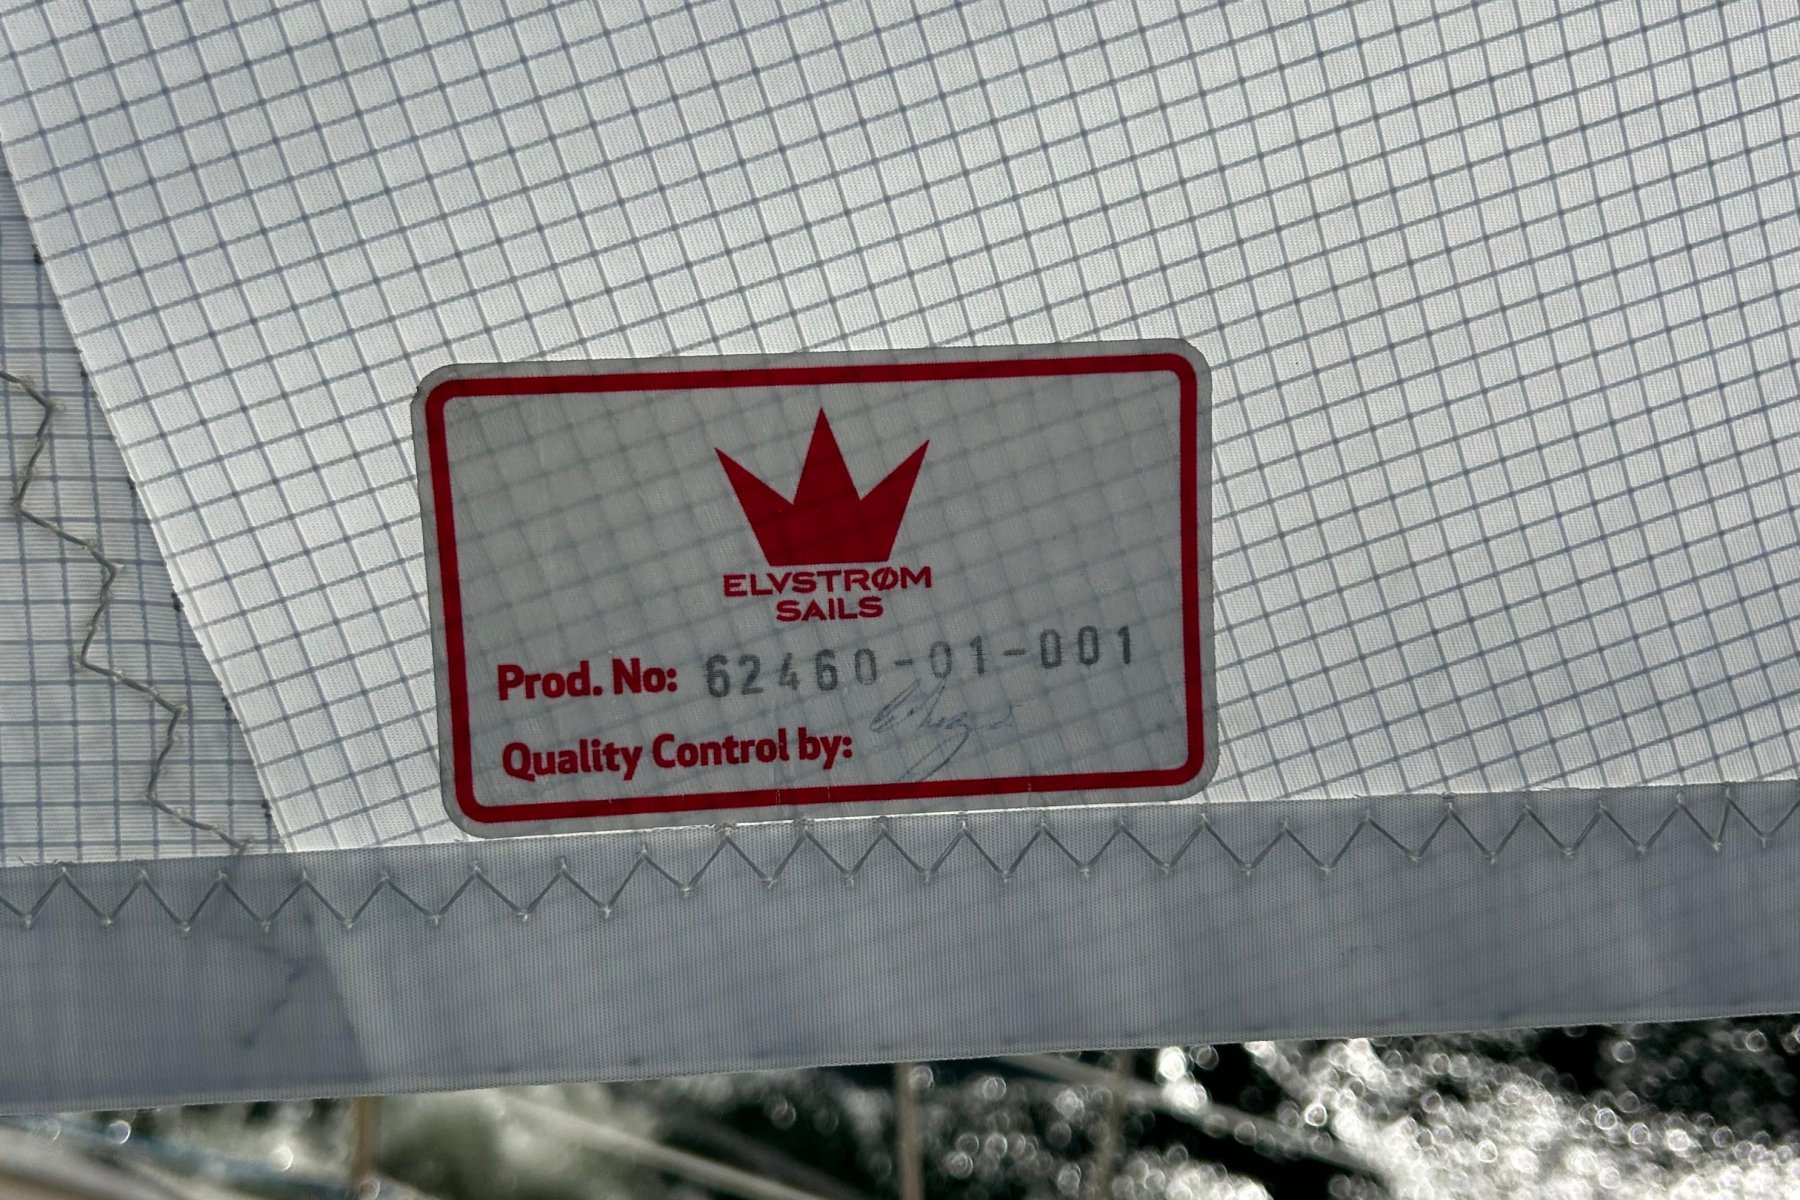 ELVSTRØM
SAILS
Prod. No: 62460-01-001
Quality Control by: